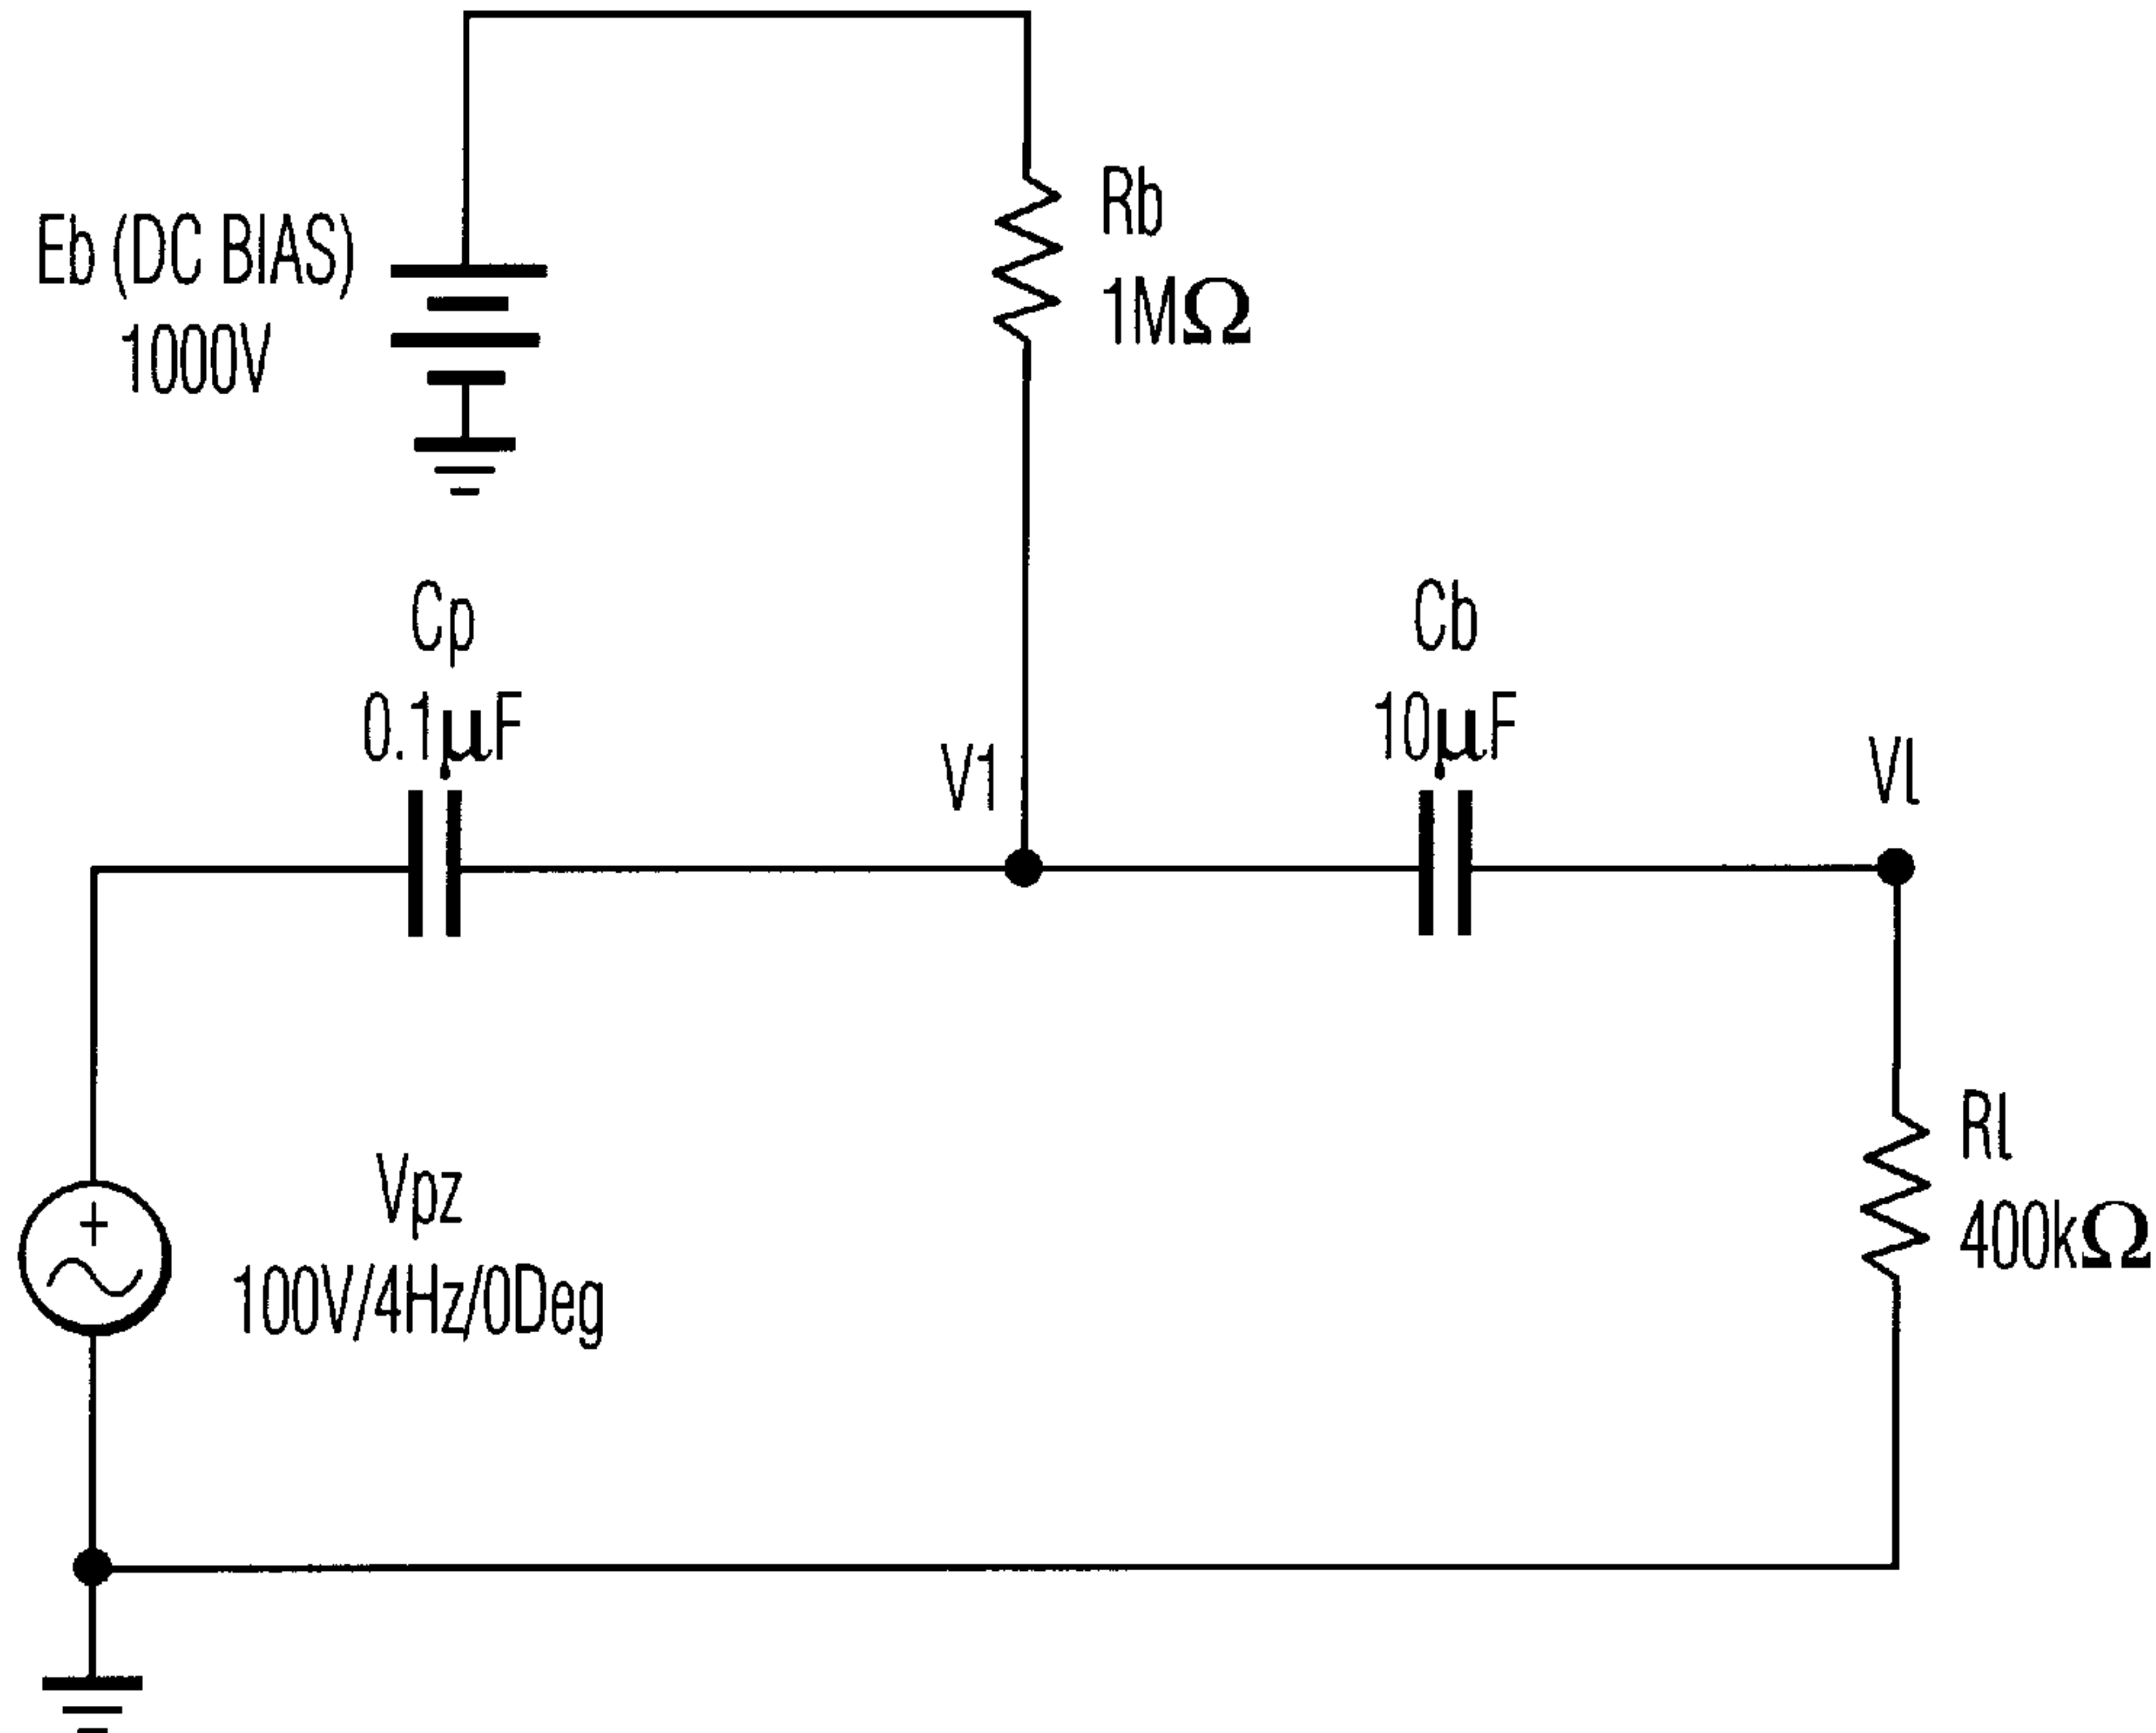 Rb
1MΩ
Eb (DC BIAS)
1000V
Cp
0.1µF
Cb
10µF
V1
Vl
Rl
400kΩ
Vpz
100V/4Hz/0Deg
+